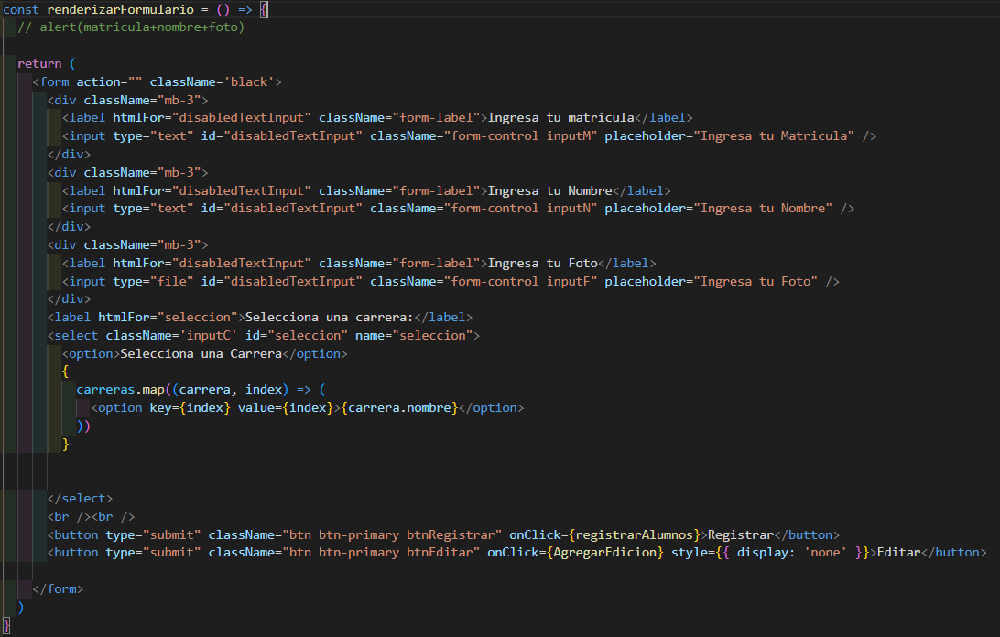 const renderizarFormulario = () => {
// alert(matricula+nombre+foto)
return (
<form action="" className='black'>
<div className="mb-3">
<label htmlFor="disabledTextInput" className="form-label">Ingresa tu matricula</label>
<input type="text" id="disabledTextInput" className="form-control inputM" placeholder="Ingresa tu Matricula" />
</div>
<div className="mb-3">
<label htmlFor="disabledTextInput" className="form-label">Ingresa tu Nombre</label>
<input type="text" id="disabledTextInput" className="form-control inputN" placeholder="Ingresa tu Nombre" />
</div>
<div className="mb-3">
<label htmlFor="disabledTextInput" className="form-label">Ingresa tu Foto</label>
<input type="file" id="disabledTextInput" className="form-control inputF" placeholder="Ingresa tu Foto" />
</div>
<label htmlFor="seleccion">Selecciona una carrera:</label>
<select className='inputC' id="seleccion" name="seleccion">
<option>Selecciona una Carrera</option>
{
carreras.map((carrera, index) => (
<option key={index} value={index}>{carrera.nombre}</option>
))
}
</select>
<br /><br />
<button type="submit" className="btn btn-primary btnRegistrar" onClick={registrarAlumnos}>Registrar</button>
<button type="submit" className="btn btn-primary btnEditar" onClick={AgregarEdicion} style={{ display: 'none' }}>Editar</button>
</form>
)
}